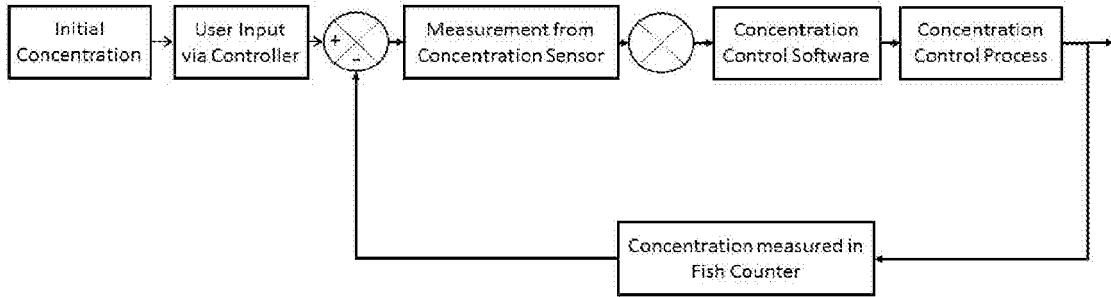 Initial
Concentration
User Input
via Controller
+
-
Measurement from
Concentration Sensor
Concentration
Control Software
Concentration
Control Process
Concentration measured in
Fish Counter